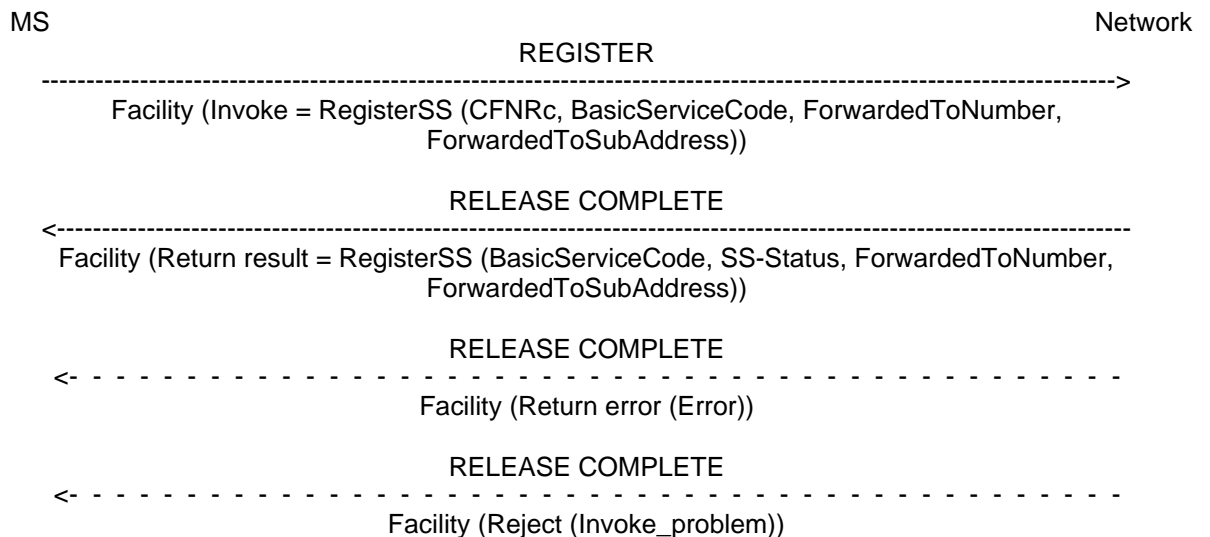 MS Network
REGISTER
------------------------------------------------------------------------------------------------------------------------>
Facility (Invoke = RegisterSS (CFNRc, BasicServiceCode, ForwardedToNumber,
ForwardedToSubAddress))
RELEASE COMPLETE
<------------------------------------------------------------------------------------------------------------------------
Facility (Return result = RegisterSS (BasicServiceCode, SS-Status, ForwardedToNumber,
ForwardedToSubAddress))
RELEASE COMPLETE
<- - - - - - - - - - - - - - - - - - - - - - - - - - - - - - - - - - - - - - - - - - - - - -
Facility (Return error (Error))
RELEASE COMPLETE
<- - - - - - - - - - - - - - - - - - - - - - - - - - - - - - - - - - - - - - - - - - - - - -
Facility (Reject (Invoke_problem))